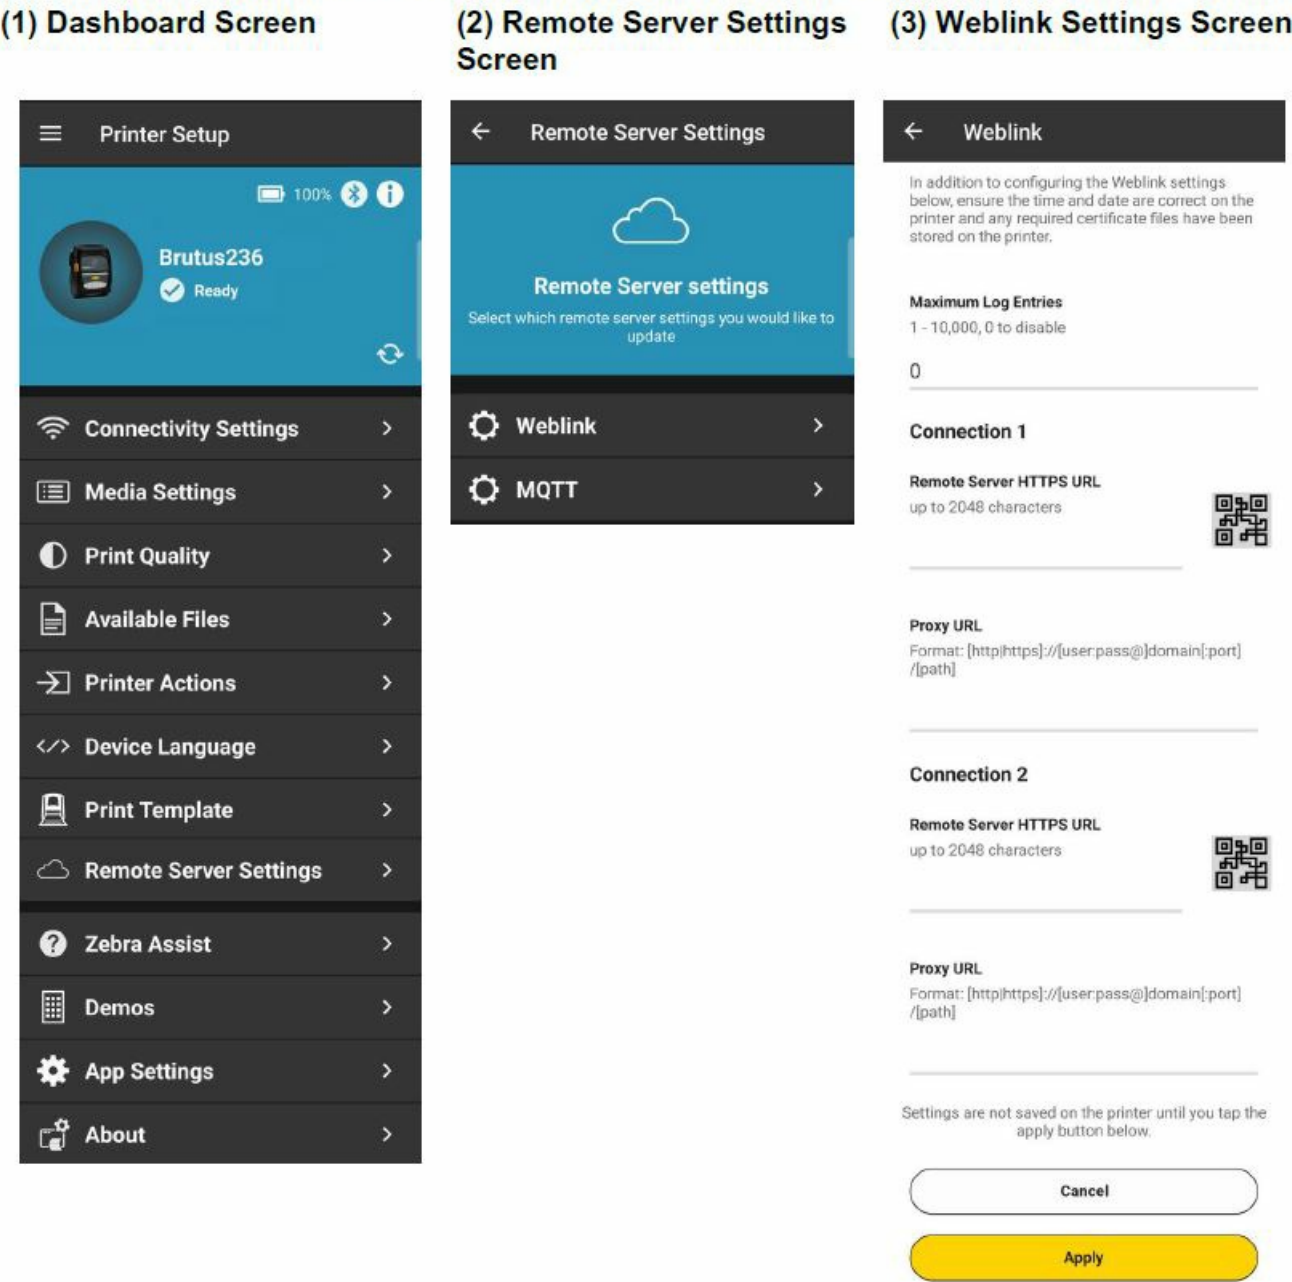 (1) Dashboard Screen
Printer Setup
100%
Brutus236
Ready
Connectivity Settings
Media Settings
Print Quality
Available Files
Printer Actions
Device Language
Print Template
Remote Server Settings
Zebra Assist
Demos
App Settings
About
(2) Remote Server Settings
Screen
Remote Server Settings
Remote Server settings
Select which remote server settings you would like to
update
Weblink
MQTT
(3) Weblink Settings Screen
Weblink
In addition to configuring the Weblink settings
below, ensure the time and date are correct on the
printer and any required certificate files have been
stored on the printer.
Maximum Log Entries
1 - 10,000, 0 to disable
0
Connection 1
Remote Server HTTPS URL
up to 2048 characters
Proxy URL
Format: [http|https]://[user:pass@]domain[:port]
/[path]
Connection 2
Remote Server HTTPS URL
up to 2048 characters
Proxy URL
Format: [http|https]://[user:pass@]domain[:port]
/[path]
Settings are not saved on the printer until you tap the
apply button below.
Cancel
Apply